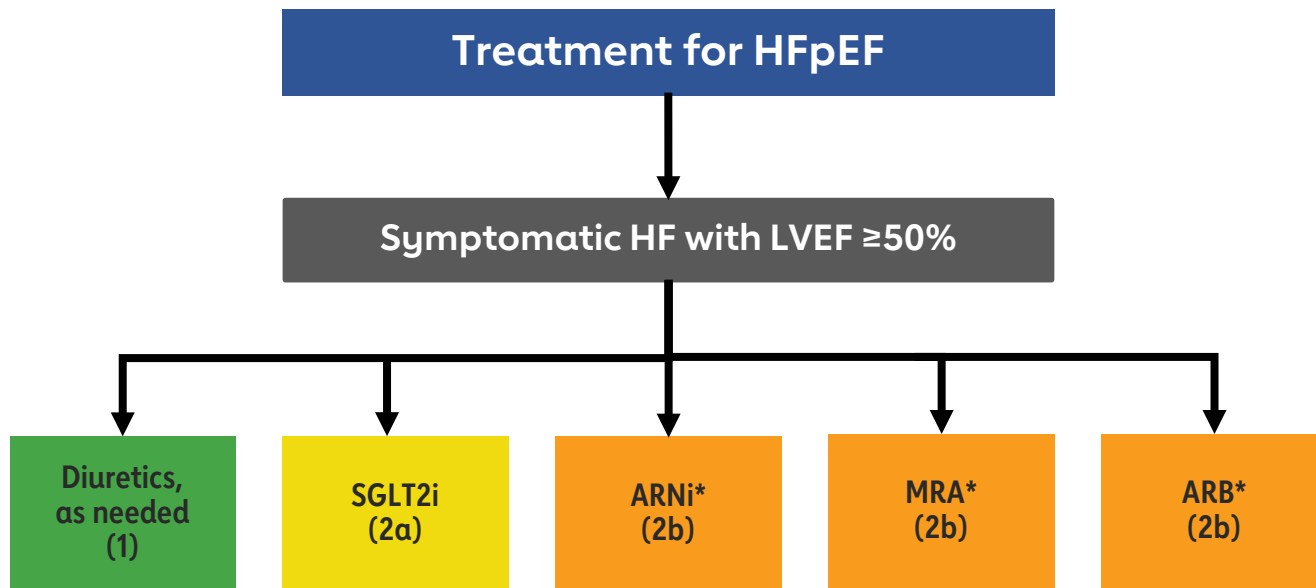 Treatment for HFpEF
Symptomatic HF with LVEF ≥50%
Diuretics,
as needed
(1)
SGLT2i
(2a)
ARNi*
(2b)
MRA*
(2b)
ARB*
(2b)